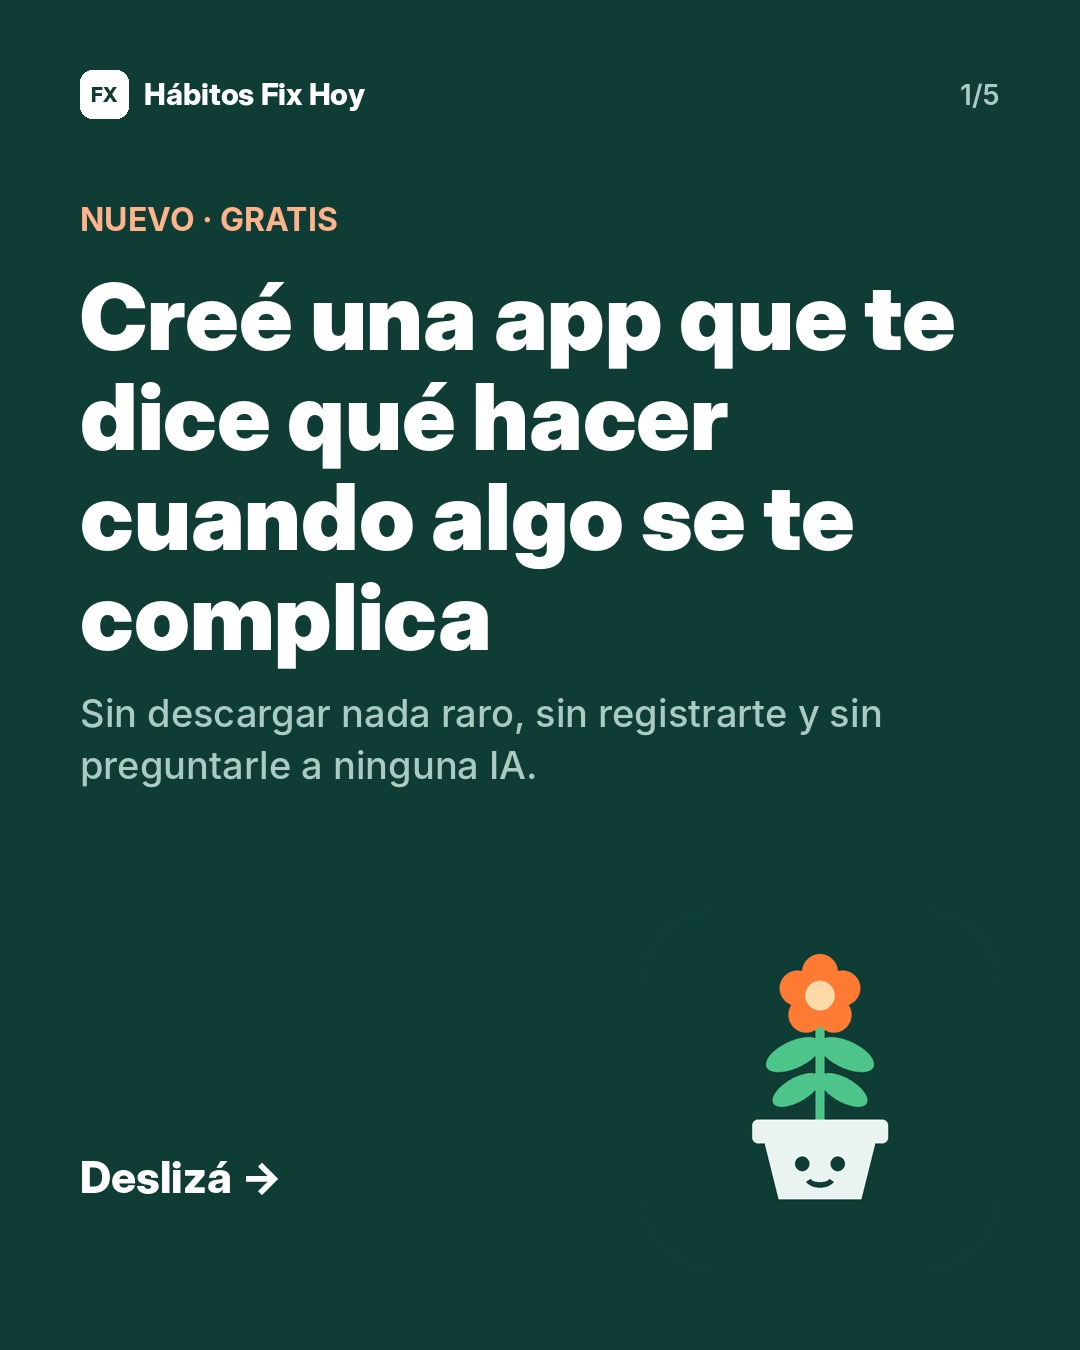 FX Hábitos Fix Hoy
1/5
NUEVO · GRATIS
Creé una app que te
dice qué hacer
cuando algo se te
complica
Sin descargar nada raro, sin registrarte y sin
preguntarle a ninguna IA.
Deslizá →